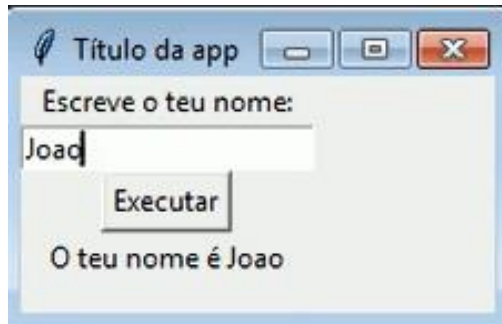 Título da app
Escreve o teu nome:
Joao
Executar
O teu nome é Joao